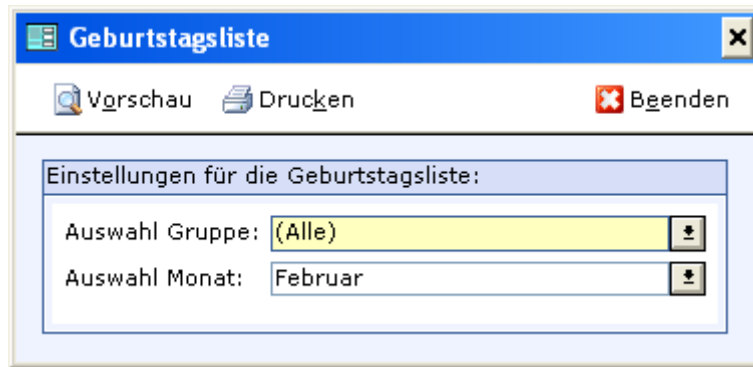 Geburtstagsliste
Vorschau Drucken Beenden
Einstellungen für die Geburtstagsliste:
Auswahl Gruppe: (Alle)
Auswahl Monat: Februar